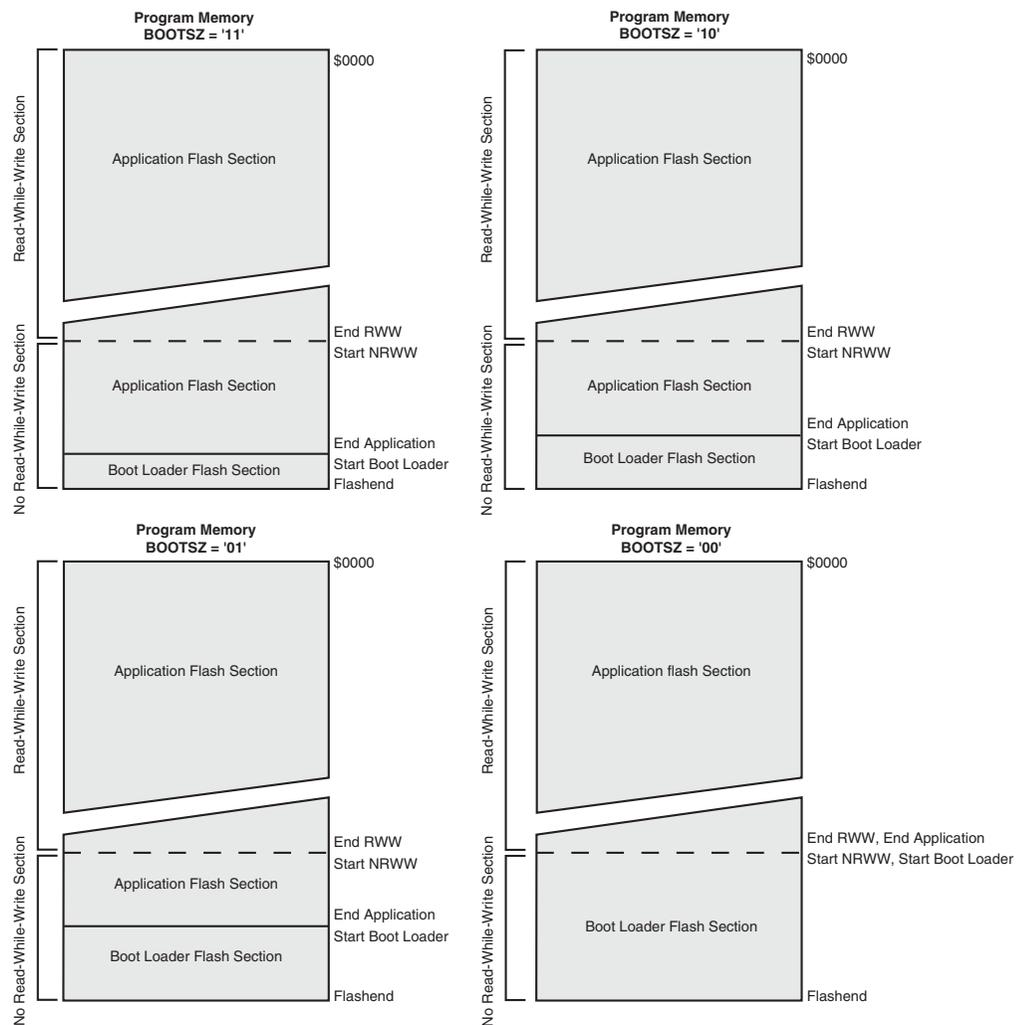 Program Memory
BOOTSZ = '11'
$0000
Read-While-Write Section
Application Flash Section
End RWW
Start NRWW
No Read-While-Write Section
Application Flash Section
End Application
Start Boot Loader
Boot Loader Flash Section
Flashend
Program Memory
BOOTSZ = '10'
$0000
Read-While-Write Section
Application Flash Section
End RWW
Start NRWW
No Read-While-Write Section
Application Flash Section
End Application
Start Boot Loader
Boot Loader Flash Section
Flashend
Program Memory
BOOTSZ = '01'
$0000
Read-While-Write Section
Application Flash Section
End RWW
Start NRWW
No Read-While-Write Section
Application Flash Section
End Application
Start Boot Loader
Boot Loader Flash Section
Flashend
Program Memory
BOOTSZ = '00'
$0000
Read-While-Write Section
Application flash Section
End RWW, End Application
Start NRWW, Start Boot Loader
No Read-While-Write Section
Boot Loader Flash Section
Flashend